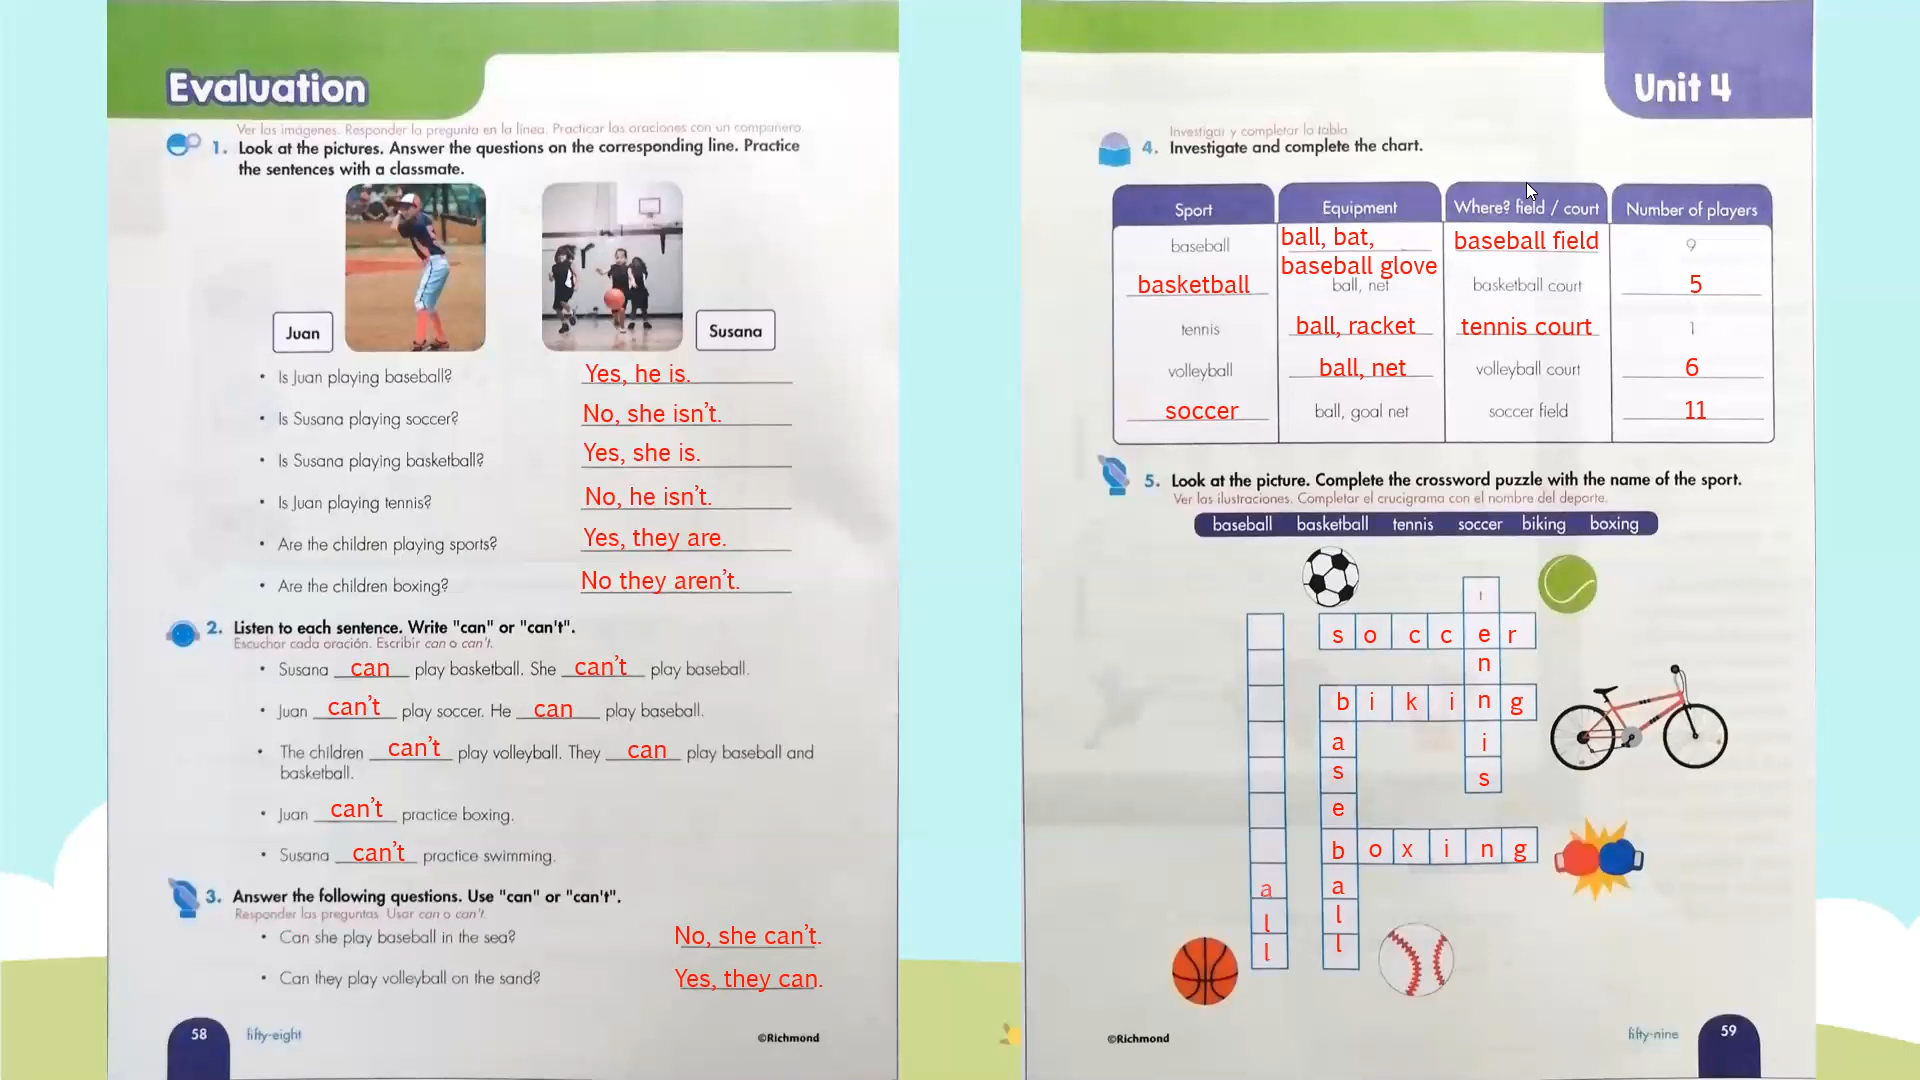 Evaluation
Ver las imágenes. Responder la pregunta en la línea. Practicar las oraciones con un compañero.
1. Look at the pictures. Answer the questions on the corresponding line. Practice
the sentences with a classmate.
Juan
Susana
• Is Juan playing baseball? Yes, he is.
• Is Susana playing soccer? No, she isn't.
• Is Susana playing basketball? Yes, she is.
• Is Juan playing tennis? No, he isn't.
• Are the children playing sports? Yes, they are.
• Are the children boxing? No they aren't.
2. Listen to each sentence. Write "can" or "can't".
Escuchar cada oración. Escribir can o can't.
• Susana can play basketball. She can't play baseball.
• Juan can't play soccer. He can play baseball.
• The children can't play volleyball. They can play baseball and
basketball.
• Juan can't practice boxing.
• Susana can't practice swimming.
3. Answer the following questions. Use "can" or "can't".
Responder las preguntas. Usar can o can't.
• Can she play baseball in the sea? No, she can't.
• Can they play volleyball on the sand? Yes, they can.
58 fifty-eight ©Richmond
Unit 4
Investigar y completar la tabla.
4. Investigate and complete the chart.
Sport Equipment Where? field / court Number of players
baseball ball, bat, baseball field 9
baseball glove
basketball ball, net basketball court 5
tennis ball, racket tennis court 1
volleyball ball, net volleyball court 6
soccer ball, goal net soccer field 11
5. Look at the picture. Complete the crossword puzzle with the name of the sport.
Ver las ilustraciones. Completar el crucigrama con el nombre del deporte.
baseball basketball tennis soccer biking boxing
s o c c e r
n
b i k i n g
a i
s s
e
b o x i n g
a a
l l
l l
©Richmond fifty-nine 59